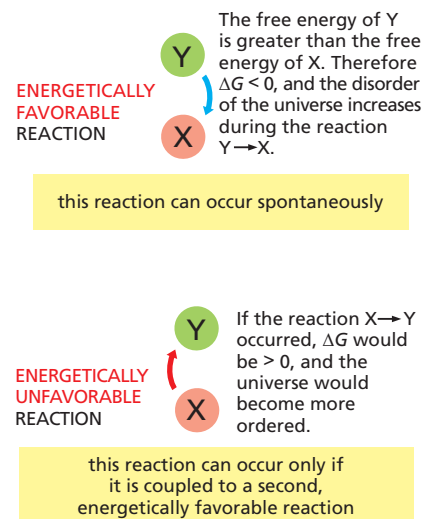 The free energy of Y
is greater than the free
energy of X. Therefore
ΔG < 0, and the disorder
of the universe increases
during the reaction
Y→X.
Y
X
ENERGETICALLY
FAVORABLE
REACTION
this reaction can occur spontaneously
If the reaction X→Y
occurred, ΔG would
be > 0, and the
universe would
become more
ordered.
Y
X
ENERGETICALLY
UNFAVORABLE
REACTION
this reaction can occur only if
it is coupled to a second,
energetically favorable reaction